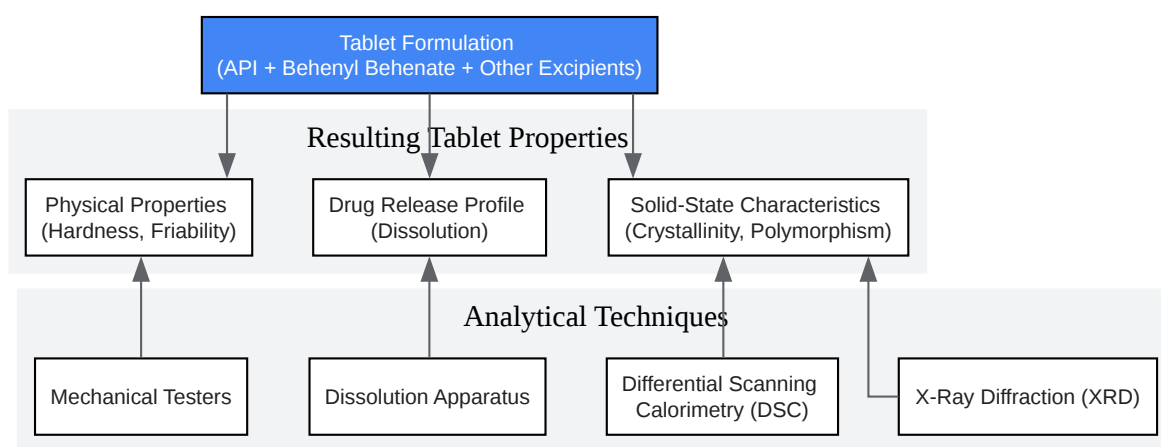 Tablet Formulation
(API + Behenyl Behenate + Other Excipients)
Resulting Tablet Properties
Physical Properties
(Hardness, Friability)
Drug Release Profile
(Dissolution)
Solid-State Characteristics
(Crystallinity, Polymorphism)
Analytical Techniques
Mechanical Testers
Dissolution Apparatus
Differential Scanning
Calorimetry (DSC)
X-Ray Diffraction (XRD)